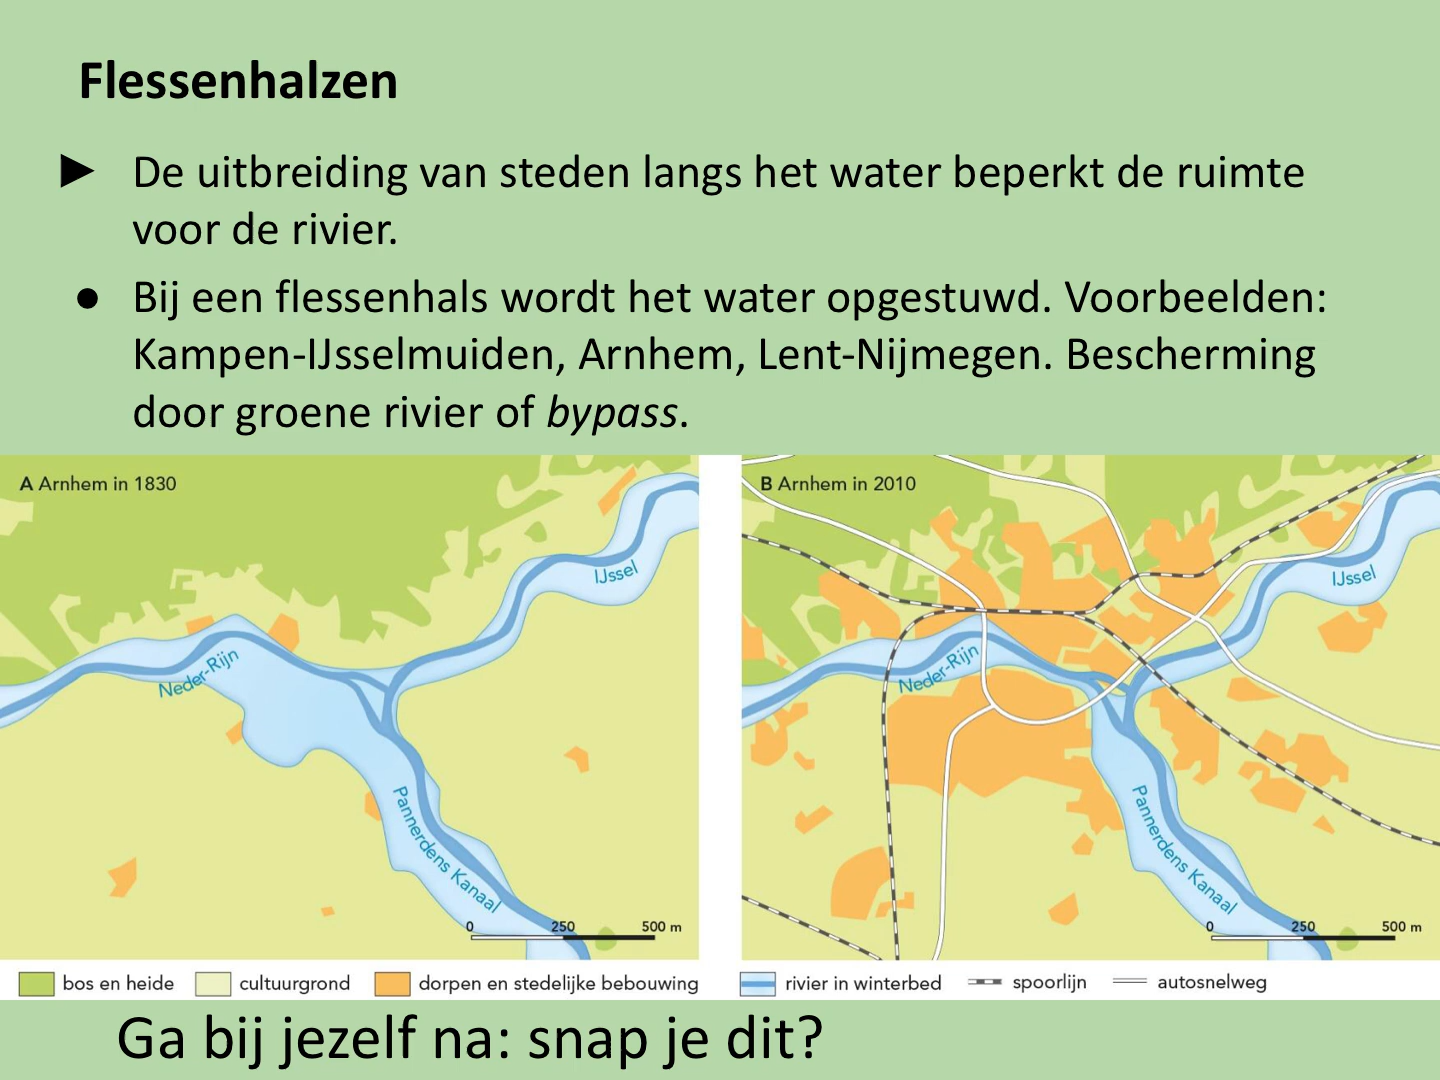 Flessenhalzen
► De uitbreiding van steden langs het water beperkt de ruimte
voor de rivier.
● Bij een flessenhals wordt het water opgestuwd. Voorbeelden:
Kampen-IJsselmuiden, Arnhem, Lent-Nijmegen. Bescherming
door groene rivier of bypass.
A Arnhem in 1830
IJssel
Neder-Rijn
Pannerdens Kanaal
0 250 500 m
B Arnhem in 2010
IJssel
Neder-Rijn
Pannerdens Kanaal
0 250 500 m
bos en heide cultuurgrond dorpen en stedelijke bebouwing rivier in winterbed spoorlijn autosnelweg
Ga bij jezelf na: snap je dit?